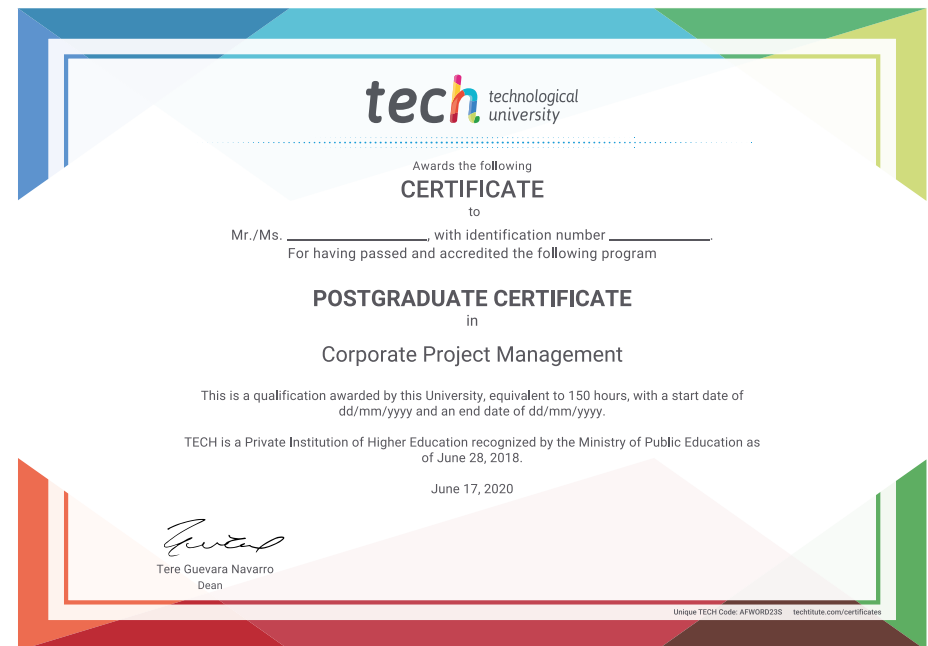 tech technological
university
Awards the following
CERTIFICATE
to
Mr./Ms. ____________________, with identification number ______________.
For having passed and accredited the following program
POSTGRADUATE CERTIFICATE
in
Corporate Project Management
This is a qualification awarded by this University, equivalent to 150 hours, with a start date of
dd/mm/yyyy and an end date of dd/mm/yyyy.
TECH is a Private Institution of Higher Education recognized by the Ministry of Public Education as
of June 28, 2018.
June 17, 2020
Tere Guevara Navarro
Dean
Unique TECH Code: AFWORD23S techtitute.com/certificates